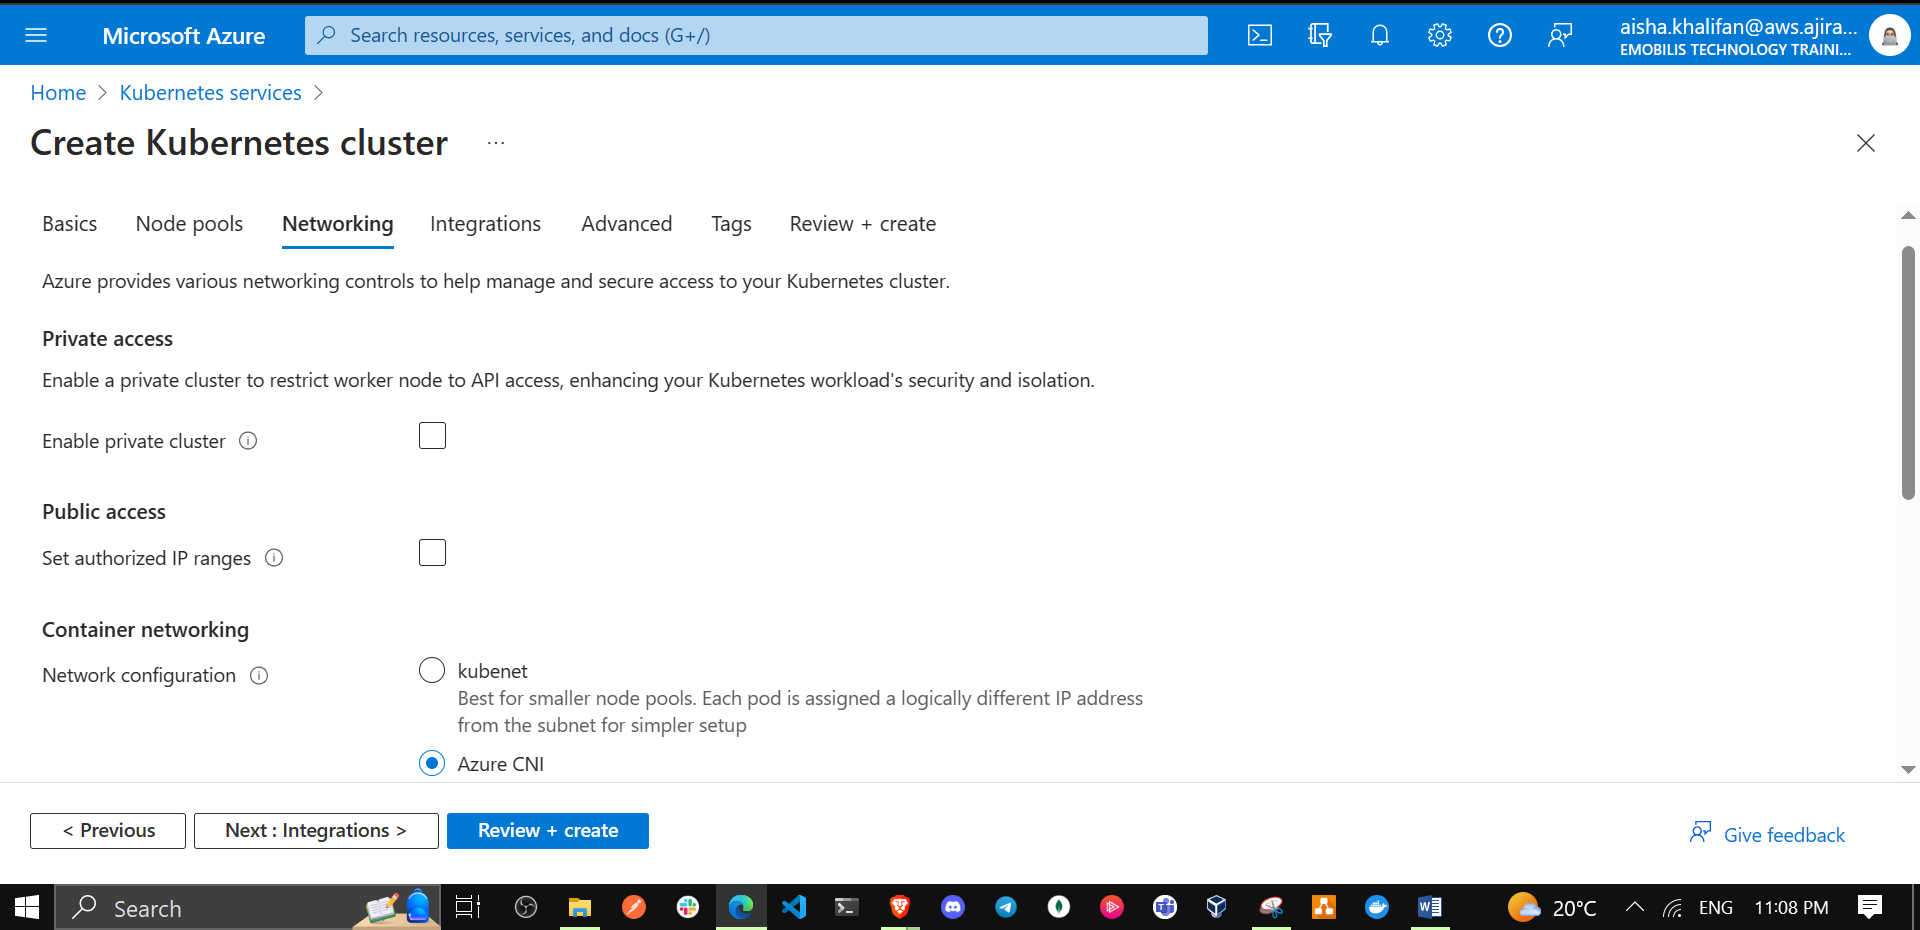 Microsoft Azure
Search resources, services, and docs (G+/)
aisha.khalifan@aws.ajira...
EMOBILIS TECHNOLOGY TRAINI...
Home > Kubernetes services >
Create Kubernetes cluster ...
Basics
Node pools
Networking
Integrations
Advanced
Tags
Review + create
Azure provides various networking controls to help manage and secure access to your Kubernetes cluster.
Private access
Enable a private cluster to restrict worker node to API access, enhancing your Kubernetes workload's security and isolation.
Enable private cluster
Public access
Set authorized IP ranges
Container networking
Network configuration
kubenet
Best for smaller node pools. Each pod is assigned a logically different IP address
from the subnet for simpler setup
Azure CNI
< Previous
Next : Integrations >
Review + create
Give feedback
Search
20°C
ENG
11:08 PM